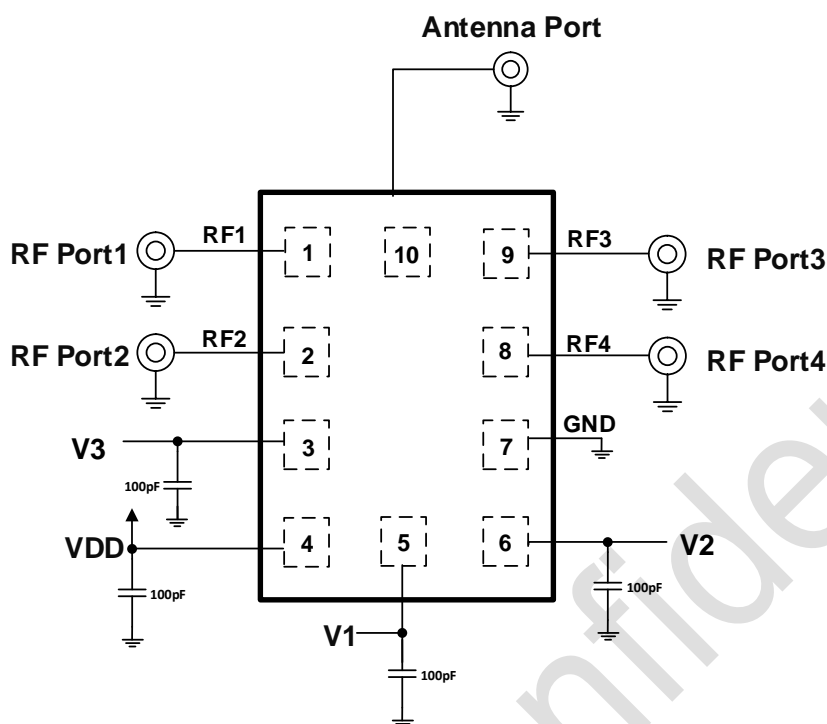 Antenna Port
RF Port1
RF1
1
10
9
RF3
RF Port3
RF Port2
RF2
2
8
RF4
RF Port4
V3
3
7
GND
100pF
VDD
4
5
6
V2
100pF
100pF
V1
100pF
nfide